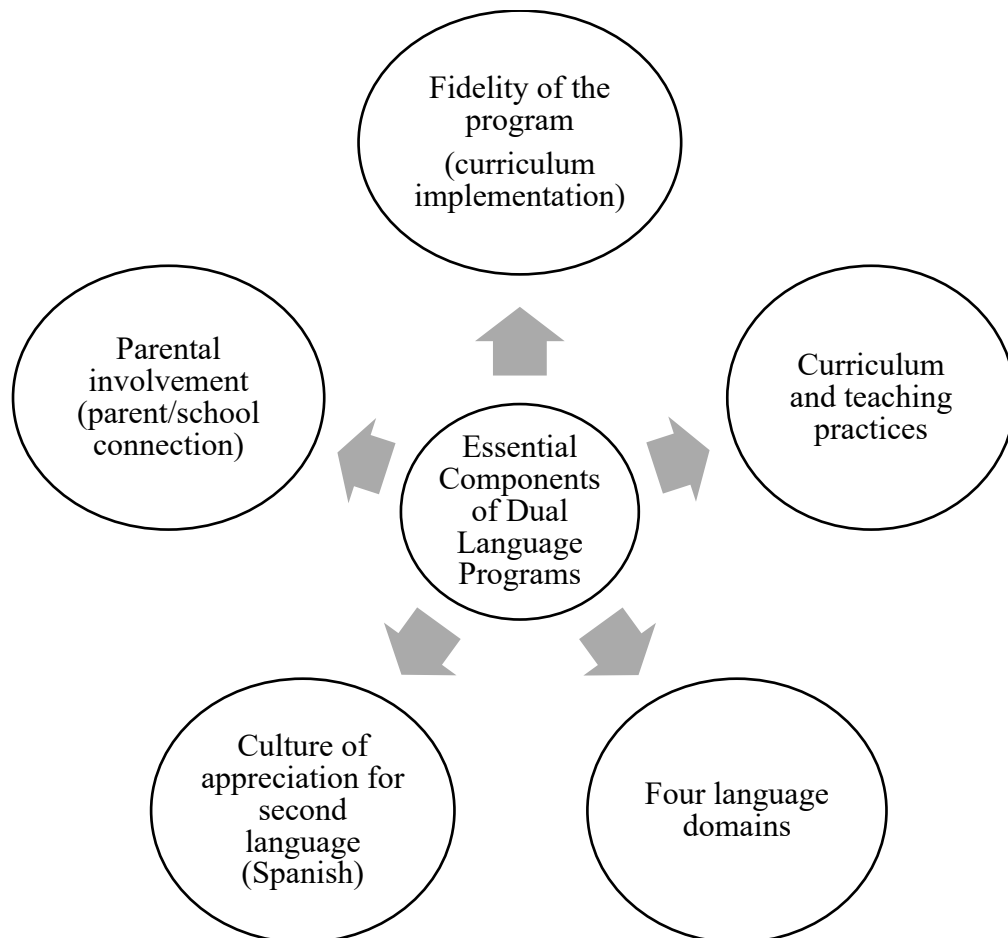 Fidelity of the
program
(curriculum
implementation)
Parental
involvement
(parent/school
connection)
Curriculum
and teaching
practices
Essential
Components
of Dual
Language
Programs
Culture of
appreciation for
second
language
(Spanish)
Four language
domains